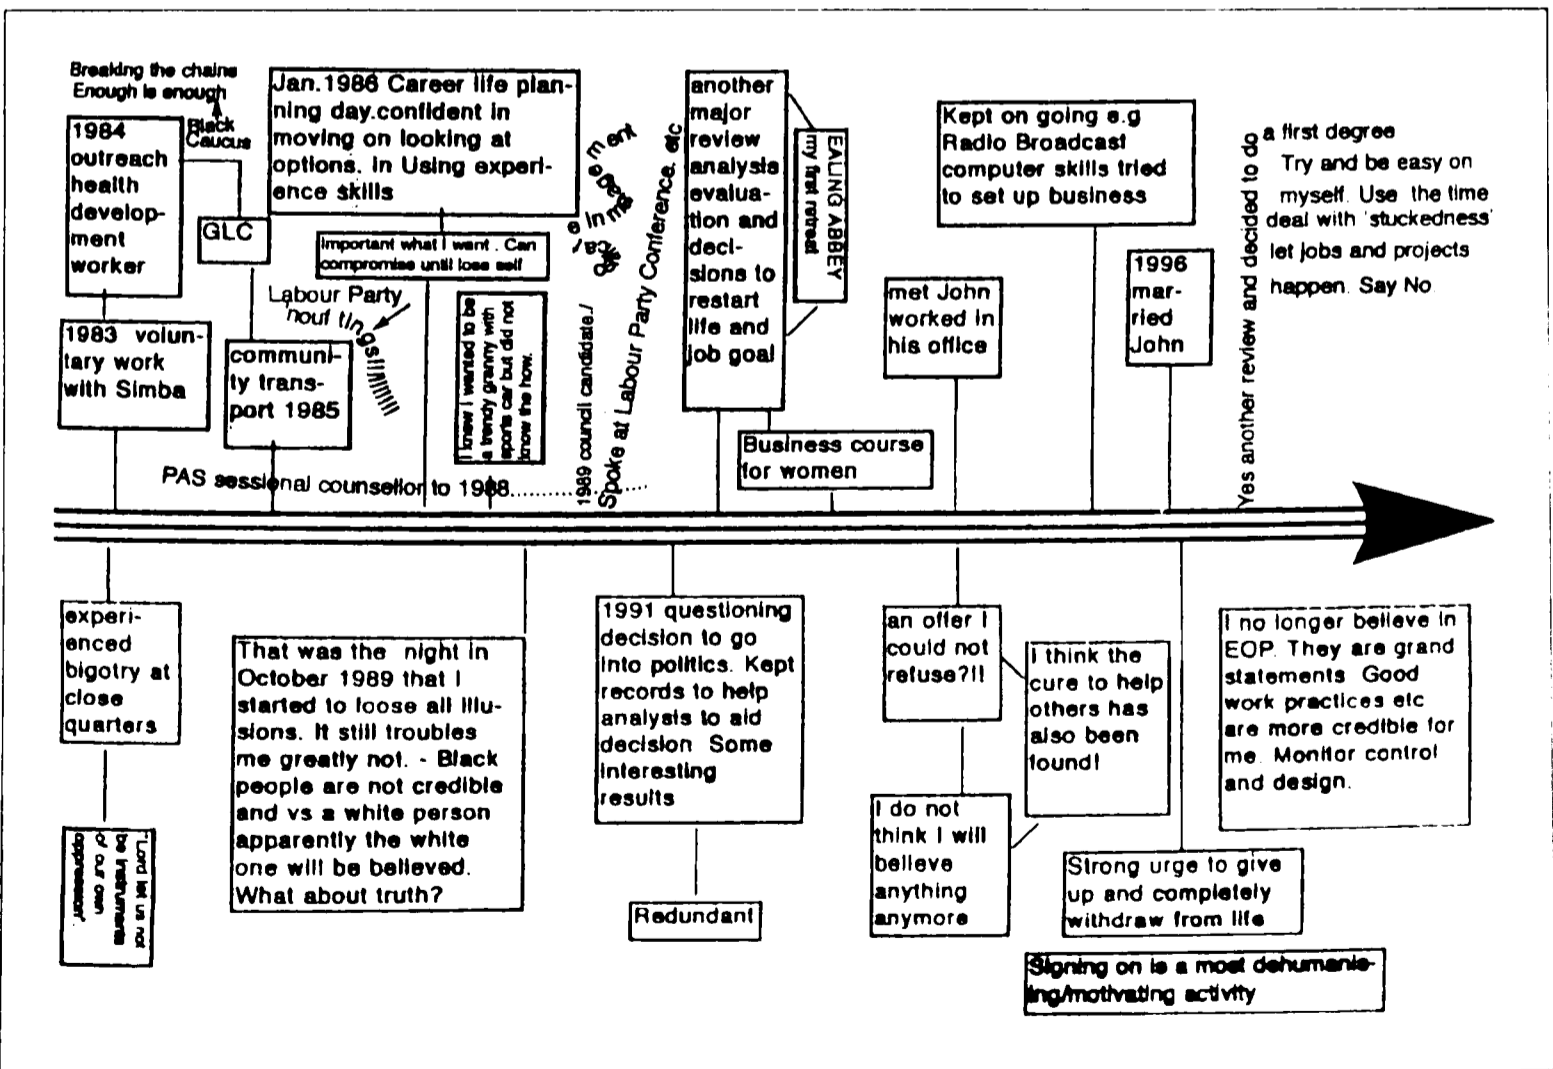 Breaking the chains
Enough is enough
Black
Caucus
1984
outreach
health
develop-
ment
worker
GLC
1983 volun-
tary work
with Simba
communi-
ty trans-
port 1985
Jan.1986 Career life plan-
ning day.confident in
moving on looking at
options. in Using experi-
ence skills
Important what I want . Can
compromise until lose self
Labour Party
nouf tings!!!!!!!!!
I knew I wanted to be
a trendy granny with
sports car but did not
know the how.
PAS sessional counsellor to 1988
1989 council candidate./
Spoke at Labour Party Conference. etc
another
major
review
analysis
evalua-
tion and
deci-
sions to
restart
life and
job goal
EALING ABBEY
my first retreat
Business course
for women
met John
worked in
his office
Kept on going e.g
Radio Broadcast
computer skills tried
to set up business
1996
mar-
ried
John
Yes another review and decided to do
a first degree
Try and be easy on
myself. Use the time
deal with 'stuckedness'
let jobs and projects
happen. Say No
experi-
enced
bigotry at
close
quarters
"Lord let us not
be instruments
of our own
oppression".
That was the night in
October 1989 that I
started to loose all illu-
sions. It still troubles
me greatly not. - Black
people are not credible
and vs a white person
apparently the white
one will be believed.
What about truth?
1991 questioning
decision to go
into politics. Kept
records to help
analysts to aid
decision Some
interesting
results
Redundant
an offer I
could not
refuse?!!
I think the
cure to help
others has
also been
found!
I do not
think I will
believe
anything
anymore
Strong urge to give
up and completely
withdraw from life
Signing on is a most dehumanis-
ing/motivating activity
I no longer believe in
EOP. They are grand
statements Good
work practices etc
are more credible for
me. Monitor control
and design.